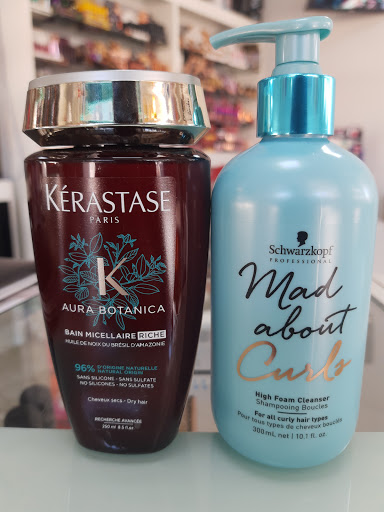 KÉRASTASE
PARIS
K
AURA BOTANICA
BAIN MICELLAIRE RICHE
HUILE DE NOIX DU BRÉSIL D'AMAZONIE
96% D'ORIGINE NATURELLE
NATURAL ORIGIN
SANS SILICONES - SANS SULFATE
NO SILICONES - NO SULFATES
Cheveux secs - Dry hair
RECHERCHE AVANCÉE
250 ml 8.5 fl.oz
Schwarzkopf
PROFESSIONAL
Mad
about
Curls
High Foam Cleanser
Shampooing Boucles
For all curly hair types
Pour tous types de cheveux bouclés
300 mL net | 10.1 fl. oz.